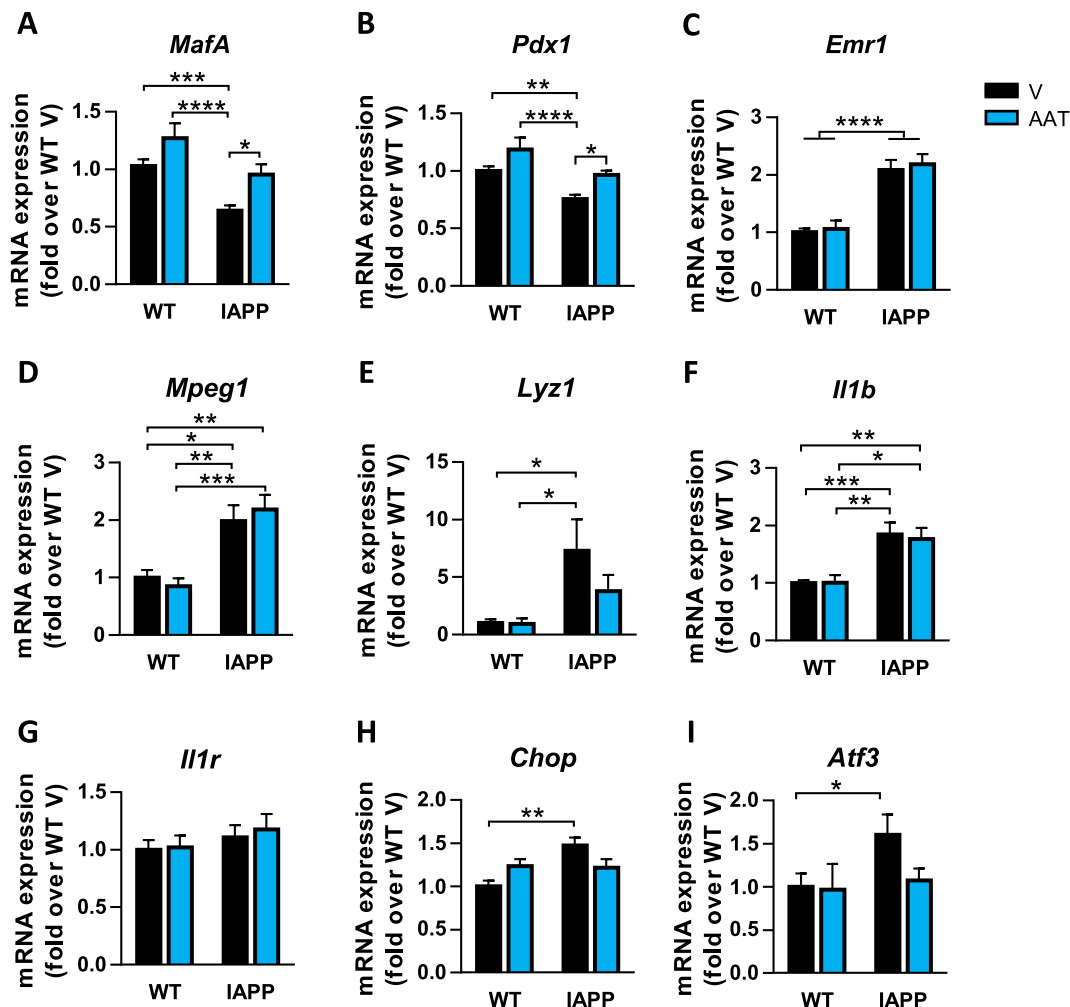 A
MafA
mRNA expression
(fold over WT V)
1.5
1.0
0.5
0.0
***
****
*
WT
IAPP
B
Pdx1
mRNA expression
(fold over WT V)
1.5
1.0
0.5
0.0
**
****
*
WT
IAPP
C
Emr1
mRNA expression
(fold over WT V)
3
2
1
0
****
WT
IAPP
V
AAT
D
Mpeg1
mRNA expression
(fold over WT V)
3
2
1
0
**
*
**
***
WT
IAPP
E
Lyz1
mRNA expression
(fold over WT V)
15
10
5
0
*
*
WT
IAPP
F
Il1b
mRNA expression
(fold over WT V)
3
2
1
0
**
*
***
**
WT
IAPP
G
Il1r
mRNA expression
(fold over WT V)
1.5
1.0
0.5
0.0
WT
IAPP
H
Chop
mRNA expression
(fold over WT V)
2.0
1.5
1.0
0.5
0.0
**
WT
IAPP
I
Atf3
mRNA expression
(fold over WT V)
2.0
1.5
1.0
0.5
0.0
*
WT
IAPP